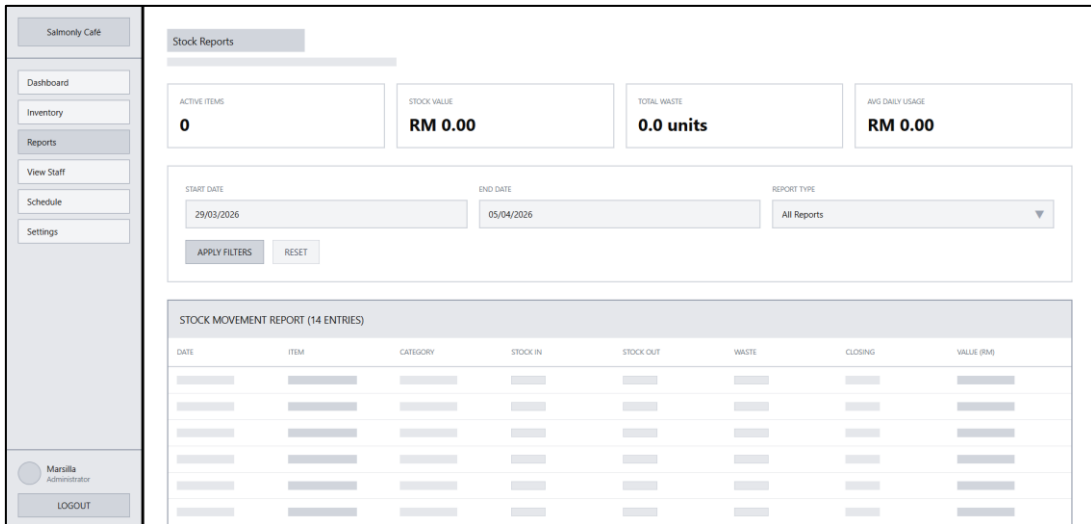 Salmonly Café
Dashboard
Inventory
Reports
View Staff
Schedule
Settings
Marsilla
Administrator
LOGOUT
Stock Reports
ACTIVE ITEMS
0
STOCK VALUE
RM 0.00
TOTAL WASTE
0.0 units
AVG DAILY USAGE
RM 0.00
START DATE
29/03/2026
END DATE
05/04/2026
REPORT TYPE
All Reports
APPLY FILTERS
RESET
STOCK MOVEMENT REPORT (14 ENTRIES)
DATE ITEM CATEGORY STOCK IN STOCK OUT WASTE CLOSING VALUE (RM)